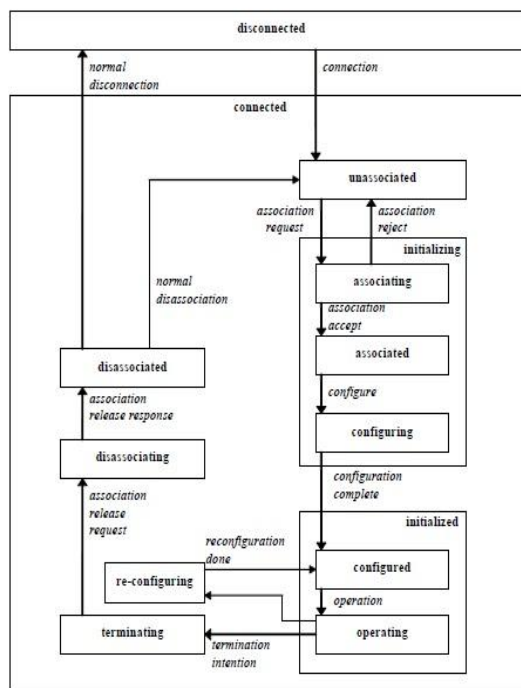 disconnected
normal
disconnection
connection
connected
unassociated
association
request
association
reject
initializing
associating
normal
disassociation
association
accept
disassociated
associated
association
release response
configure
disassociating
configuring
association
release
request
configuration
complete
initialized
reconfiguration
done
re-configuring
configured
operation
terminating
operating
termination
intention